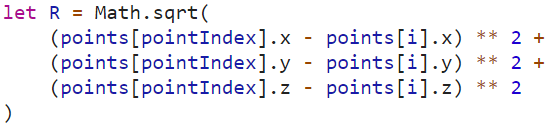 let R = Math.sqrt(
    (points[pointIndex].x - points[i].x) ** 2 +
    (points[pointIndex].y - points[i].y) ** 2 +
    (points[pointIndex].z - points[i].z) ** 2
)